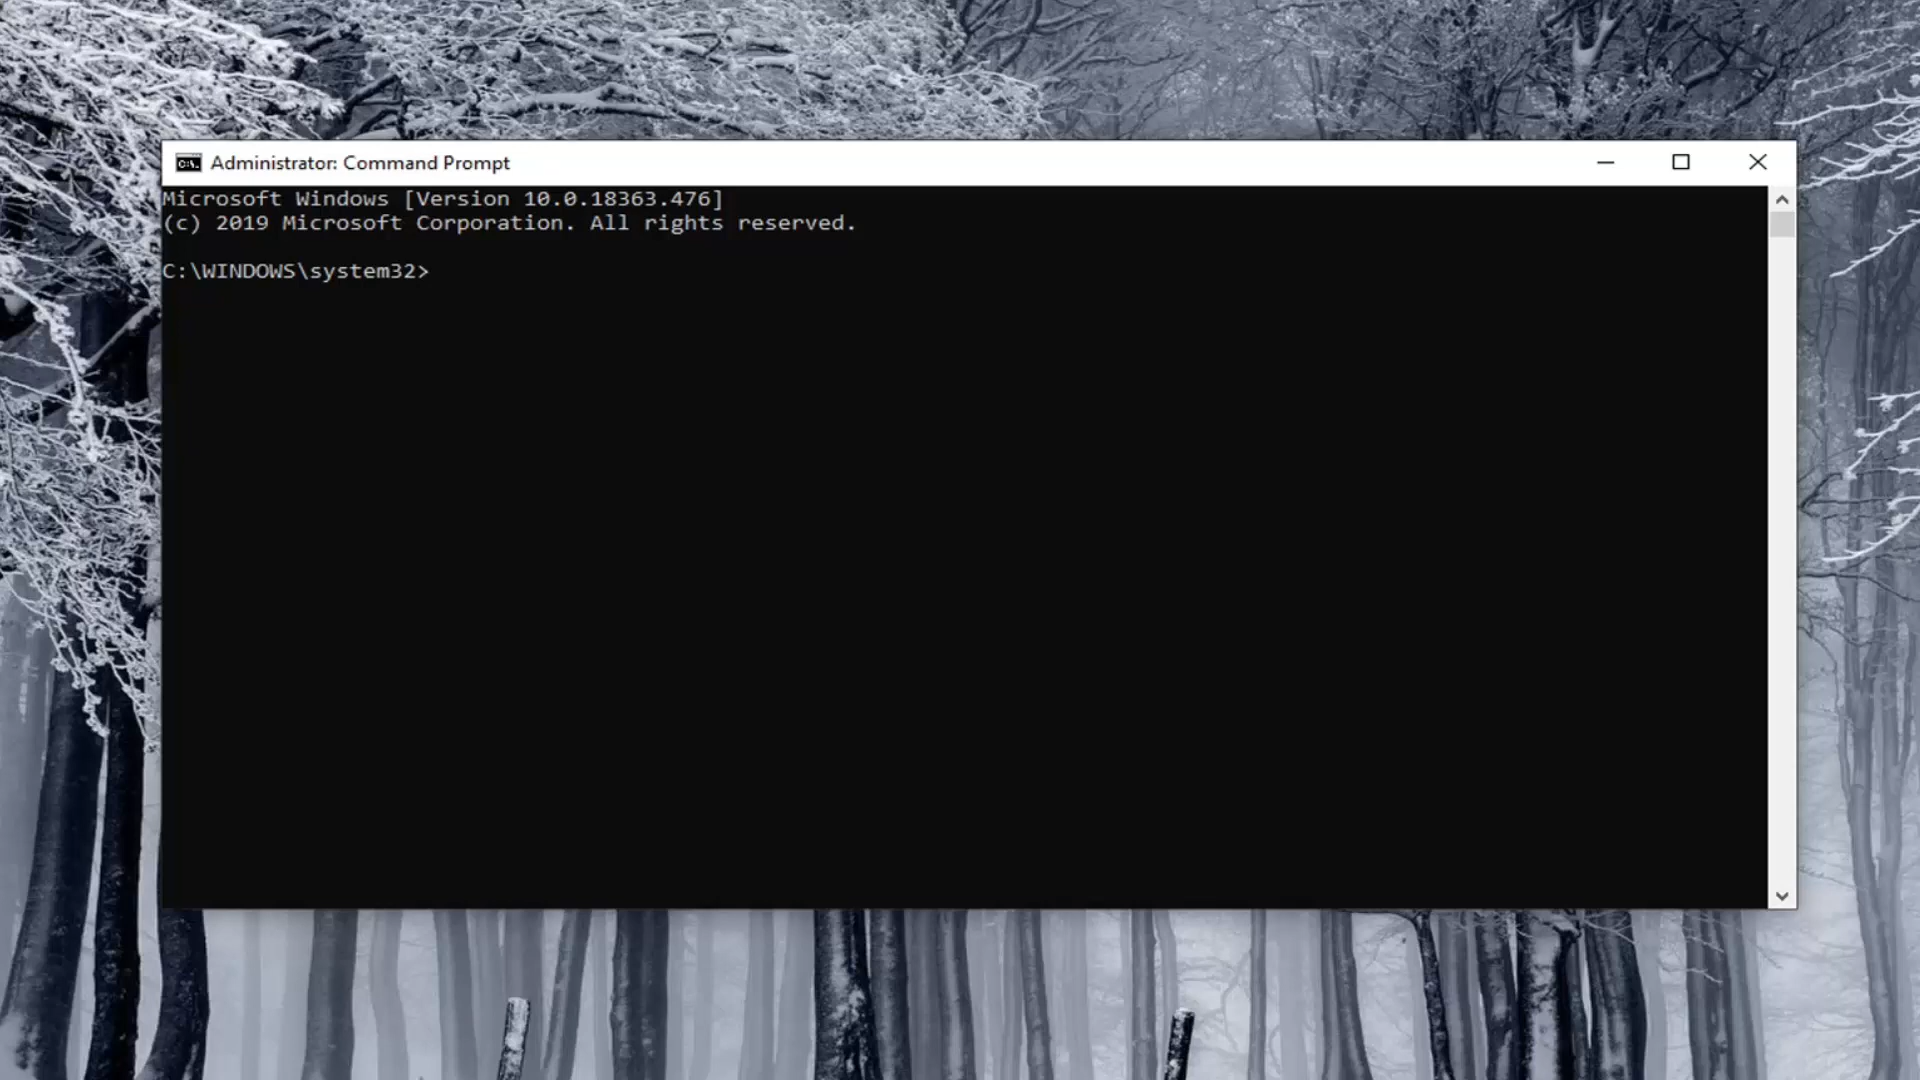 Administrator: Command Prompt
Microsoft Windows [Version 10.0.18363.476]
(c) 2019 Microsoft Corporation. All rights reserved.
C:\WINDOWS\system32>